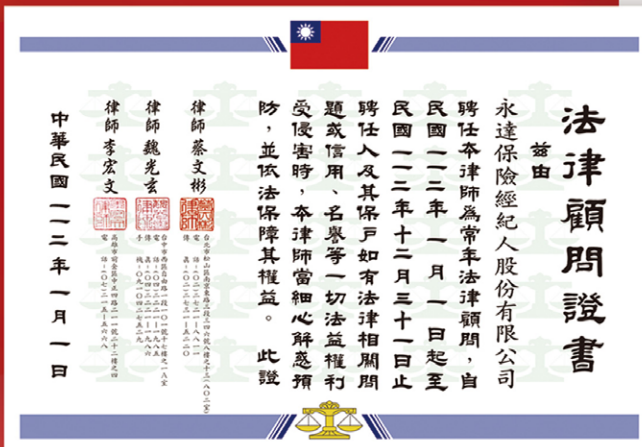 法律顧問證書
茲由
永達保險經紀人股份有限公司
聘任本律師為常年法律顧問，自
民國一一二年一月一日起至
民國一一二年十二月三十一日止
聘任人及其保戶如有法律相關問
題或信用、名譽等一切法益權利
受侵害時，本律師當細心解惑預
防，並依法保障其權益。 此證
律師 蔡文彬
律師 魏光玄
律師 李宏文
中華民國一一二年一月一日